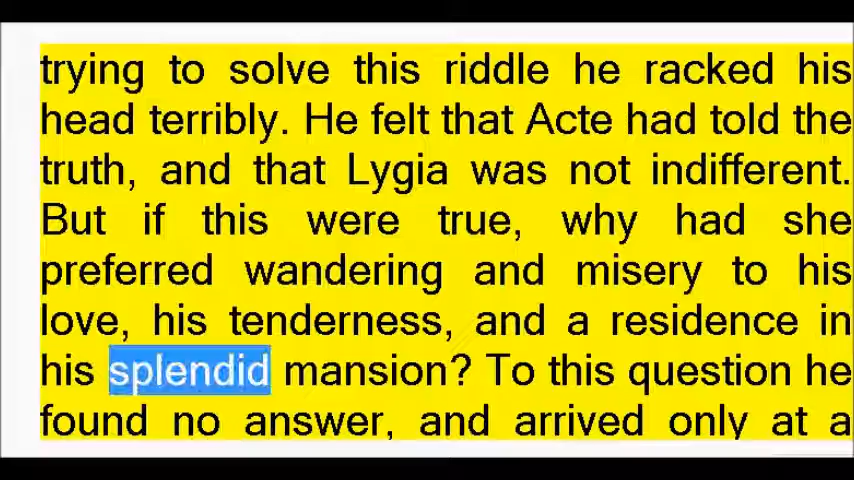 trying to solve this riddle he racked his
head terribly. He felt that Acte had told the
truth, and that Lygia was not indifferent.
But if this were true, why had she
preferred wandering and misery to his
love, his tenderness, and a residence in
his splendid mansion? To this question he
found no answer, and arrived only at a